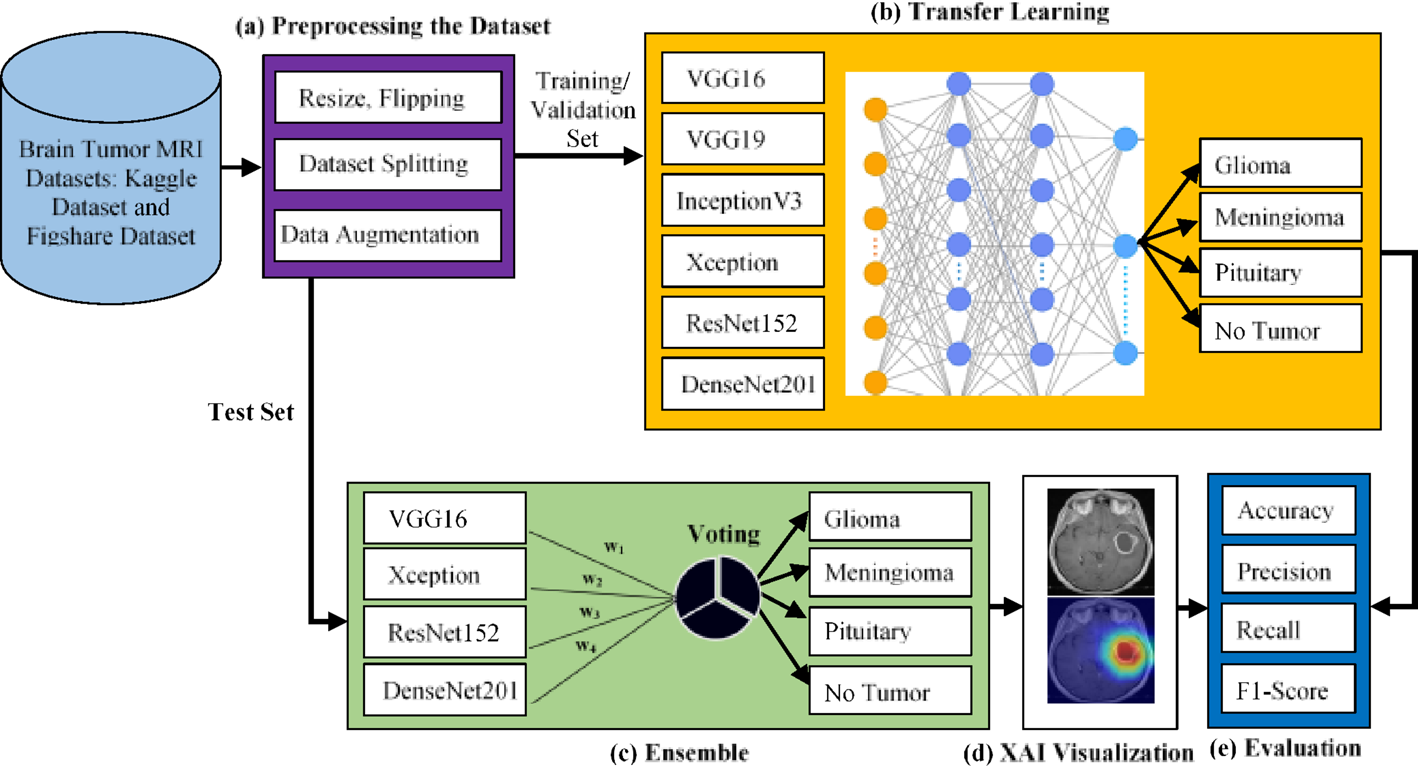 (a) Preprocessing the Dataset
(b) Transfer Learning
Brain Tumor MRI
Datasets: Kaggle
Dataset and
Figshare Dataset
Resize, Flipping
Dataset Splitting
Data Augmentation
Training/
Validation
Set
VGG16
VGG19
InceptionV3
Xception
ResNet152
DenseNet201
Glioma
Meningioma
Pituitary
No Tumor
Test Set
VGG16
Xception
ResNet152
DenseNet201
w1
w2
w3
w4
Voting
Glioma
Meningioma
Pituitary
No Tumor
Accuracy
Precision
Recall
F1-Score
(c) Ensemble
(d) XAI Visualization
(e) Evaluation